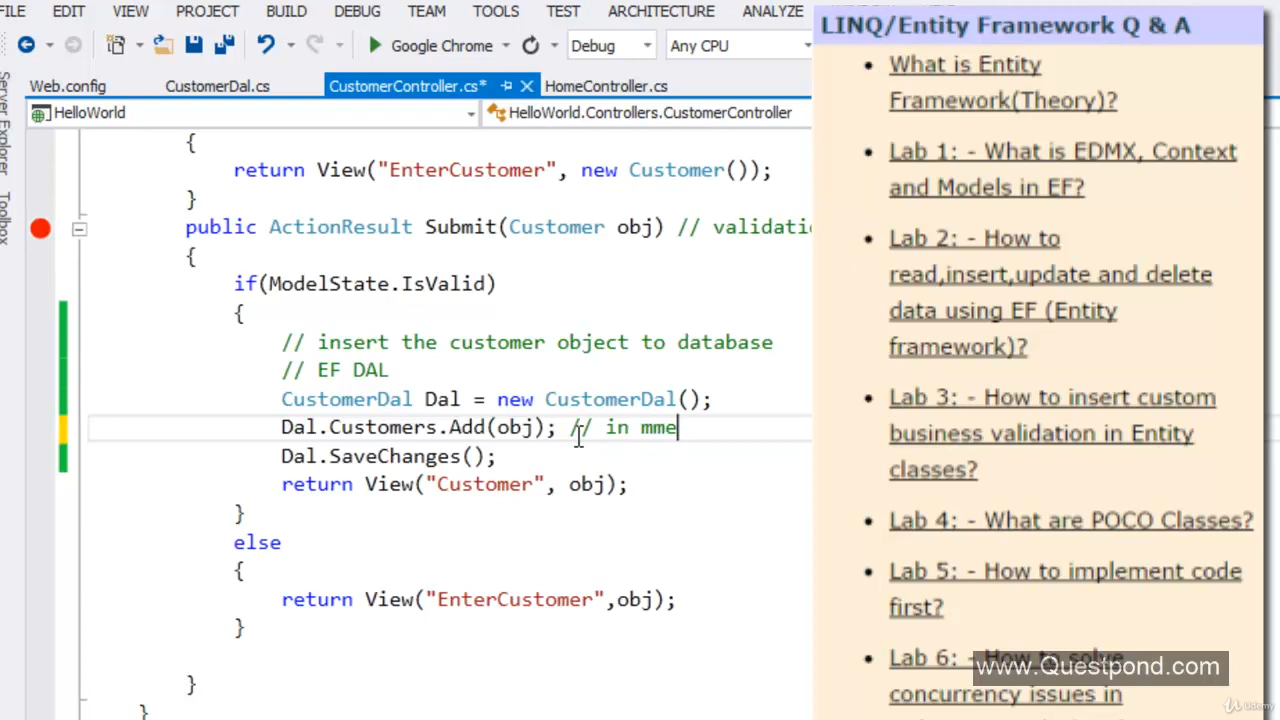 FILE EDIT VIEW PROJECT BUILD DEBUG TEAM TOOLS TEST ARCHITECTURE ANALYZE
Google Chrome Debug Any CPU
Server Explorer
Toolbox
Web.config CustomerDal.cs CustomerController.cs* HomeController.cs
HelloWorld HelloWorld.Controllers.CustomerController
{
return View("EnterCustomer", new Customer());
}
public ActionResult Submit(Customer obj) // validatio
{
if(ModelState.IsValid)
{
// insert the customer object to database
// EF DAL
CustomerDal Dal = new CustomerDal();
Dal.Customers.Add(obj); // in mme
Dal.SaveChanges();
return View("Customer", obj);
}
else
{
return View("EnterCustomer",obj);
}
}
}
LINQ/Entity Framework Q & A
• What is Entity
Framework(Theory)?
• Lab 1: - What is EDMX, Context
and Models in EF?
• Lab 2: - How to
read,insert,update and delete
data using EF (Entity
framework)?
• Lab 3: - How to insert custom
business validation in Entity
classes?
• Lab 4: - What are POCO Classes?
• Lab 5: - How to implement code
first?
• Lab 6: - How to solve
concurrency issues in
www.Questpond.com
Udemy